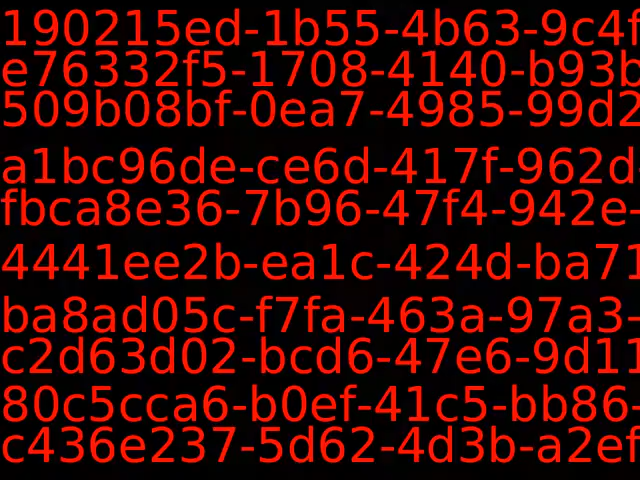 190215ed-1b55-4b63-9c4f
e76332f5-1708-4140-b93b
509b08bf-0ea7-4985-99d2
a1bc96de-ce6d-417f-962d-
fbca8e36-7b96-47f4-942e-
4441ee2b-ea1c-424d-ba71
ba8ad05c-f7fa-463a-97a3-
c2d63d02-bcd6-47e6-9d11
80c5cca6-b0ef-41c5-bb86-
c436e237-5d62-4d3b-a2ef